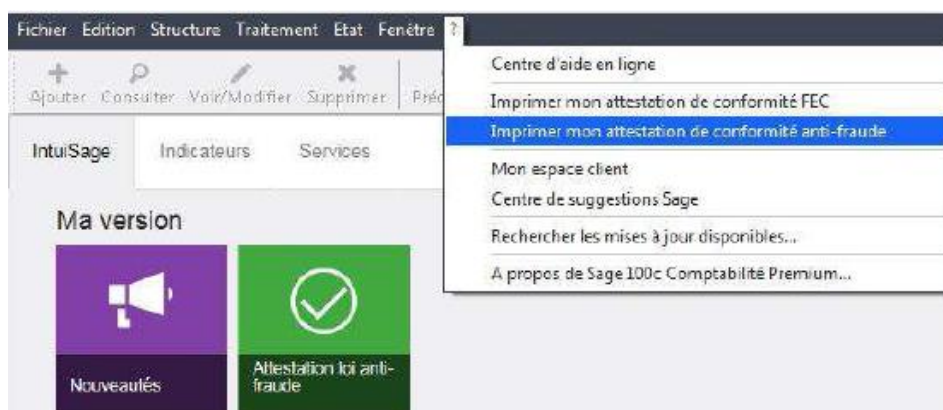 Fichier Edition Structure Traitement Etat Fenêtre ?
Ajouter Consulter Voir/Modifier Supprimer
Centre d'aide en ligne
Imprimer mon attestation de conformité FEC
Imprimer mon attestation de conformité anti-fraude
Mon espace client
Centre de suggestions Sage
Rechercher les mises à jour disponibles...
A propos de Sage 100c Comptabilité Premium...
IntuiSage Indicateurs Services
Ma version
Nouveautés
Attestation loi anti-
fraude